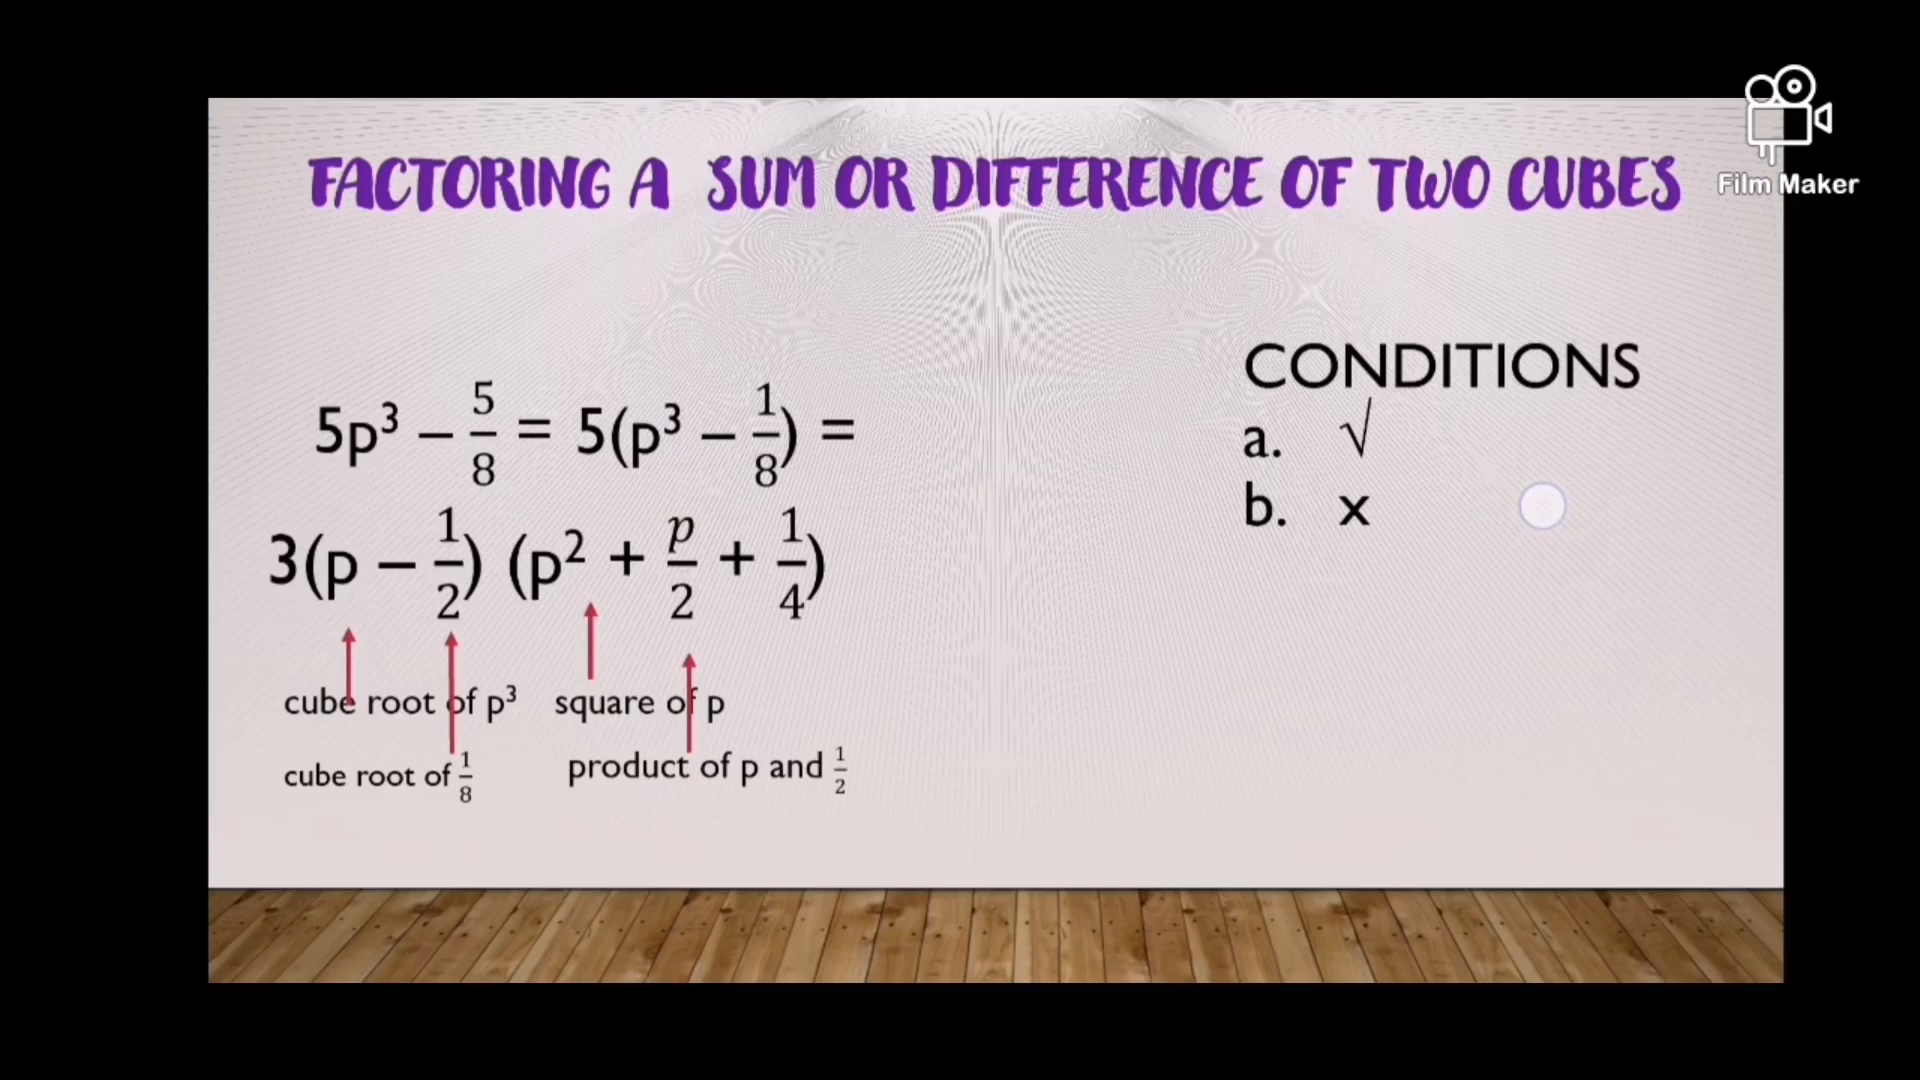 FACTORING A SUM OR DIFFERENCE OF TWO CUBES
Film Maker
5p³ − 5/8 = 5(p³ − 1/8) =
3(p − 1/2) (p² + p/2 + 1/4)
cube root of p³ square of p
cube root of 1/8 product of p and 1/2
CONDITIONS
a. √
b. x